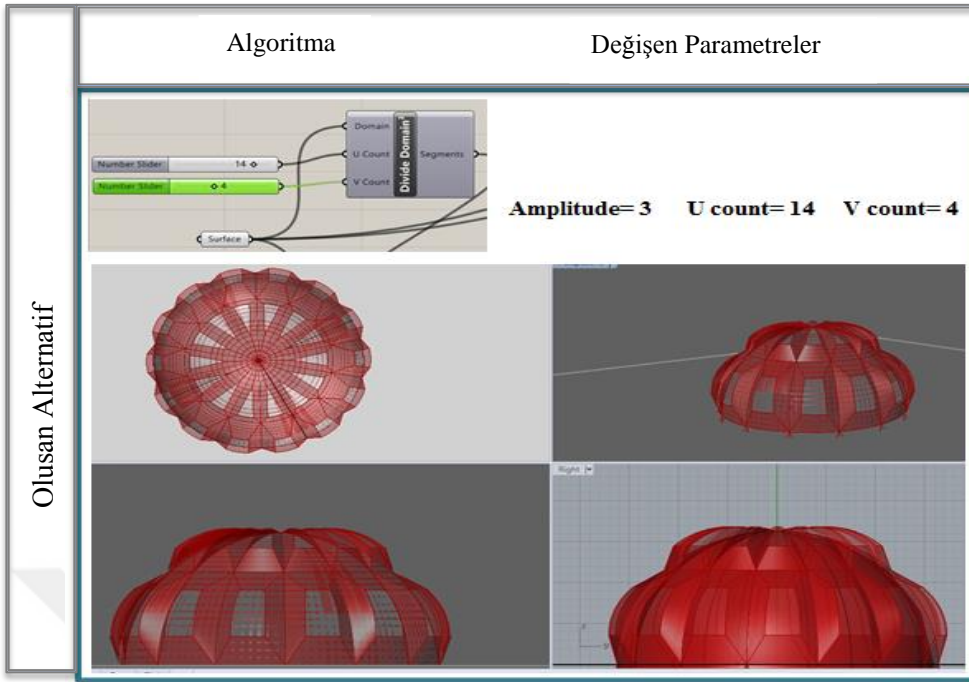 Algoritma
Değişen Parametreler
Olusan Alternatif
Domain
Number Slider 14
U Count
Divide Domain²
Segments
Number Slider 4
V Count
Surface
Amplitude= 3 U count= 14 V count= 4
Right